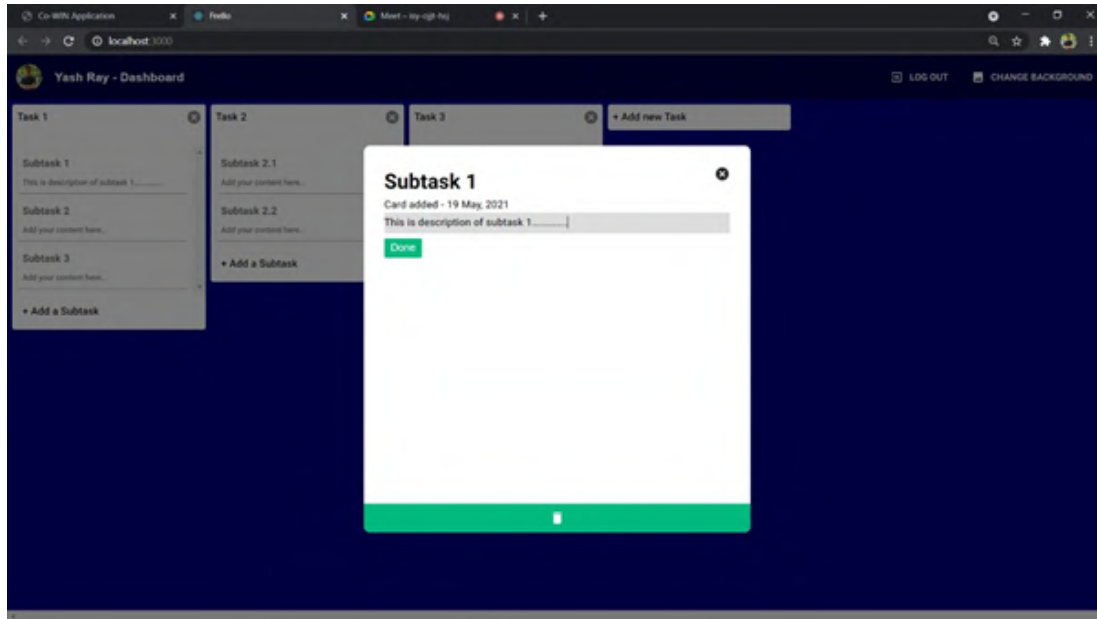 Co-WIN Application
Frello
localhost:3000
Yash Ray - Dashboard
LOG OUT
CHANGE BACKGROUND
Task 1
Task 2
Task 3
+ Add new Task
Subtask 1
This is description of subtask 1.............
Subtask 2
Add your content here..
Subtask 3
Add your content here..
+ Add a Subtask
Subtask 2.1
Add your content here..
Subtask 2.2
Add your content here..
+ Add a Subtask
Subtask 1
Card added - 19 May, 2021
This is description of subtask 1.............
Done